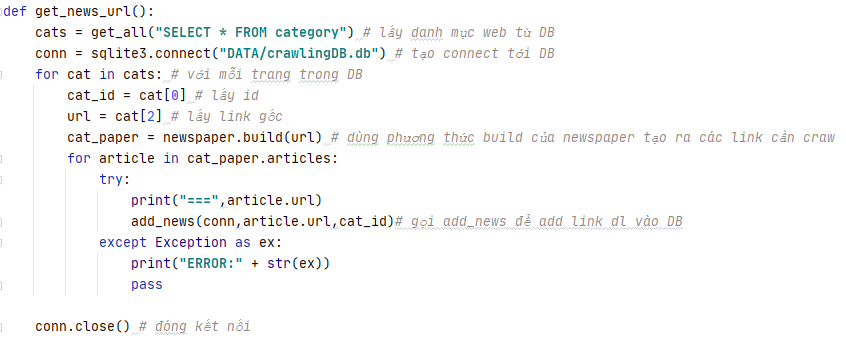 def get_news_url():
    cats = get_all("SELECT * FROM category") # lấy danh mục web từ DB
    conn = sqlite3.connect("DATA/crawlingDB.db") # tạo connect tới DB
    for cat in cats: # với mỗi trang trong DB
        cat_id = cat[0] # lấy id
        url = cat[2] # lấy link gốc
        cat_paper = newspaper.build(url) # dùng phương thức build của newspaper tạo ra các link cần craw
        for article in cat_paper.articles:
            try:
                print("===",article.url)
                add_news(conn,article.url,cat_id)# gọi add_news để add link dl vào DB
            except Exception as ex:
                print("ERROR:" + str(ex))
                pass
    conn.close() # đóng kết nối